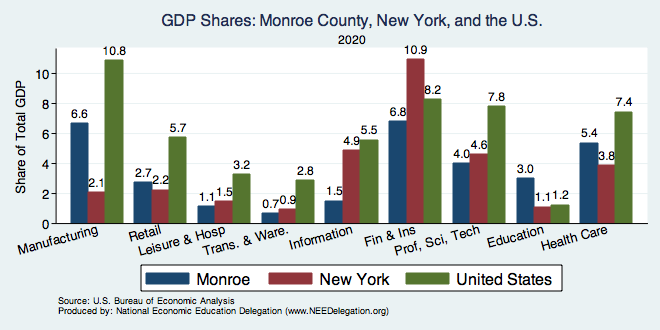 GDP Shares: Monroe County, New York, and the U.S.
2020
Share of Total GDP
10
8
6
4
2
0
6.6 2.1 10.8
2.7 2.2 5.7
1.1 1.5 3.2
0.7 0.9 2.8
1.5 4.9 5.5
6.8 10.9 8.2
4.0 4.6 7.8
3.0 1.1 1.2
5.4 3.8 7.4
Manufacturing
Retail
Leisure & Hosp
Trans. & Ware.
Information
Fin & Ins
Prof, Sci, Tech
Education
Health Care
Monroe New York United States
Source: U.S. Bureau of Economic Analysis
Produced by: National Economic Education Delegation (www.NEEDelegation.org)